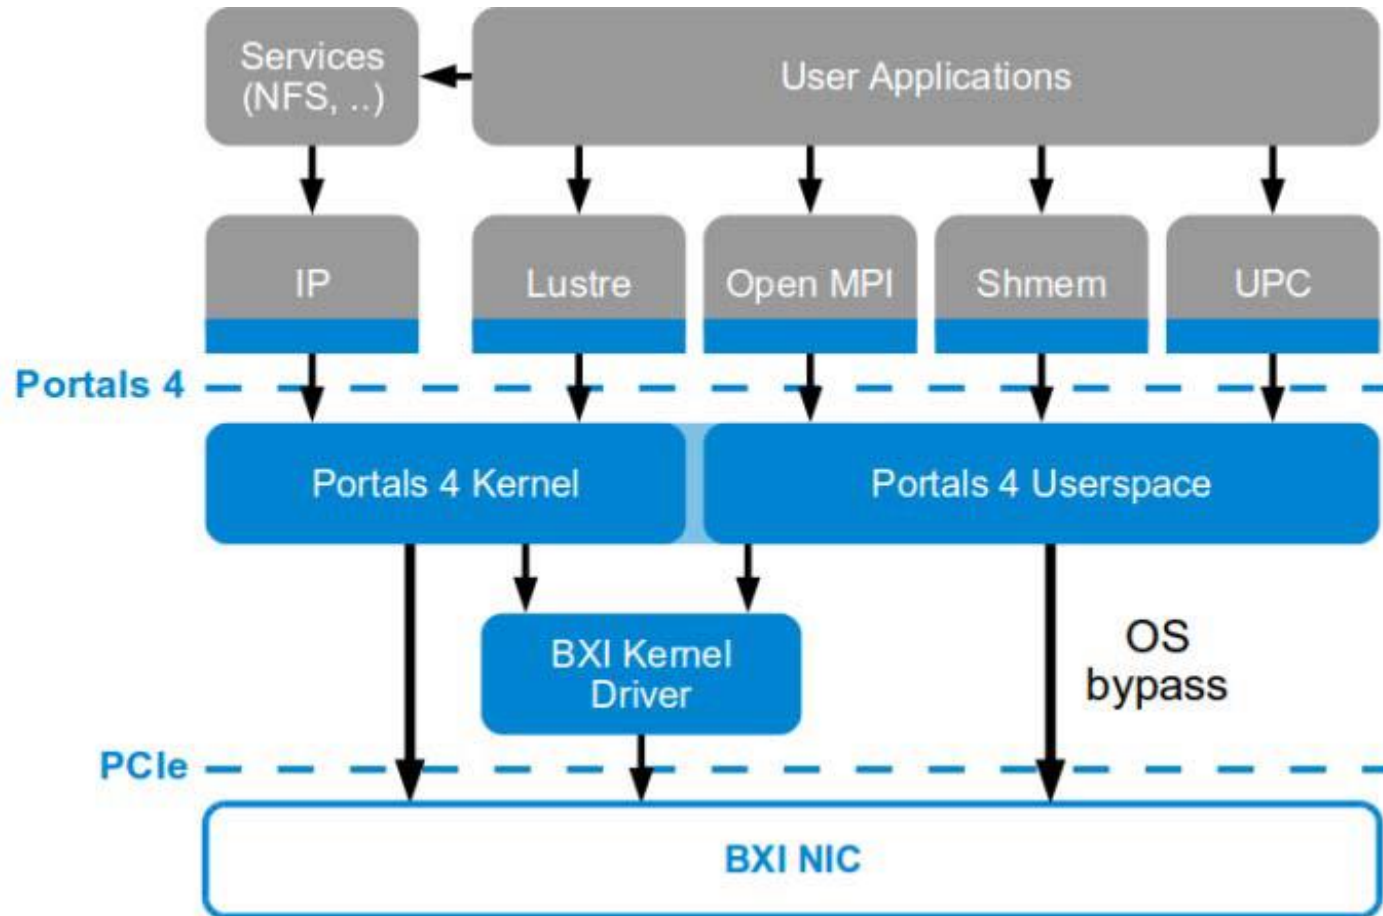 Services
(NFS, ..)
User Applications
IP
Lustre
Open MPI
Shmem
UPC
Portals 4
Portals 4 Kernel
Portals 4 Userspace
BXI Kernel
Driver
OS
bypass
PCIe
BXI NIC